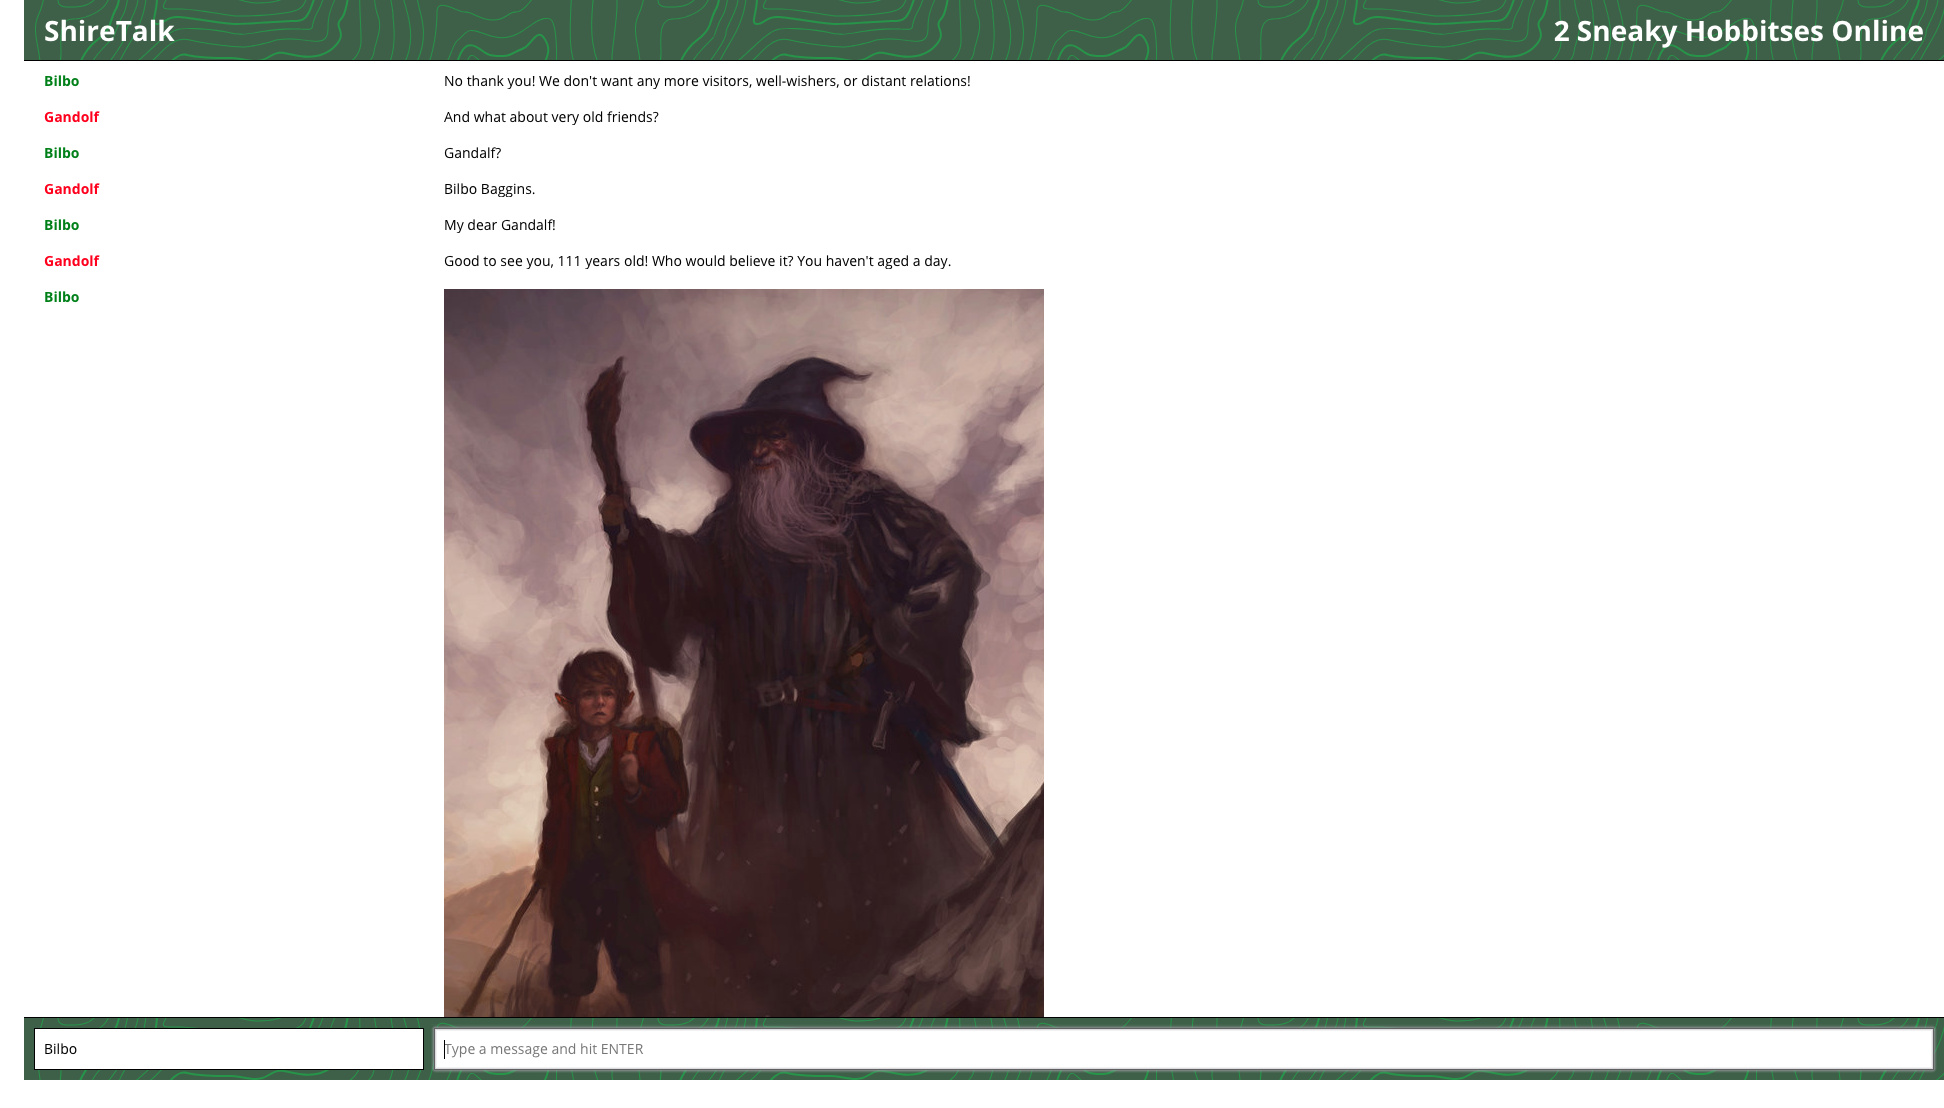 ShireTalk 2 Sneaky Hobbitses Online
Bilbo No thank you! We don't want any more visitors, well-wishers, or distant relations!
Gandolf And what about very old friends?
Bilbo Gandalf?
Gandolf Bilbo Baggins.
Bilbo My dear Gandalf!
Gandolf Good to see you, 111 years old! Who would believe it? You haven't aged a day.
Bilbo
Bilbo Type a message and hit ENTER